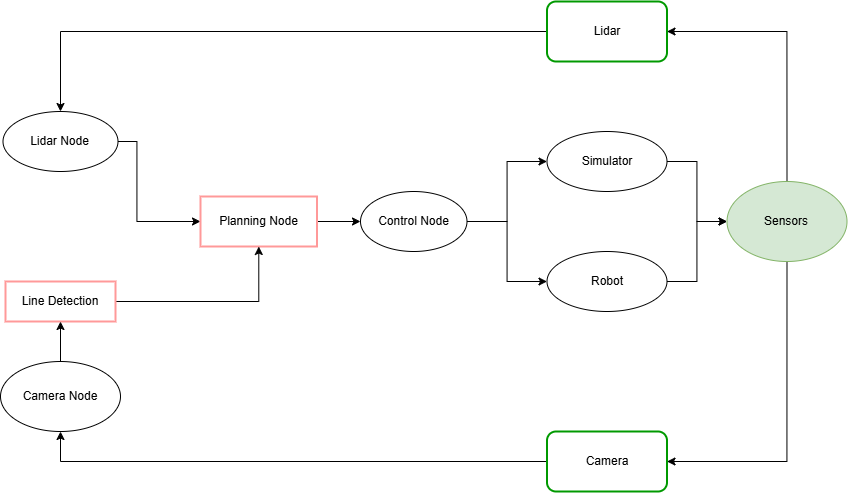 Lidar
Lidar Node
Simulator
Planning Node
Control Node
Sensors
Line Detection
Robot
Camera Node
Camera